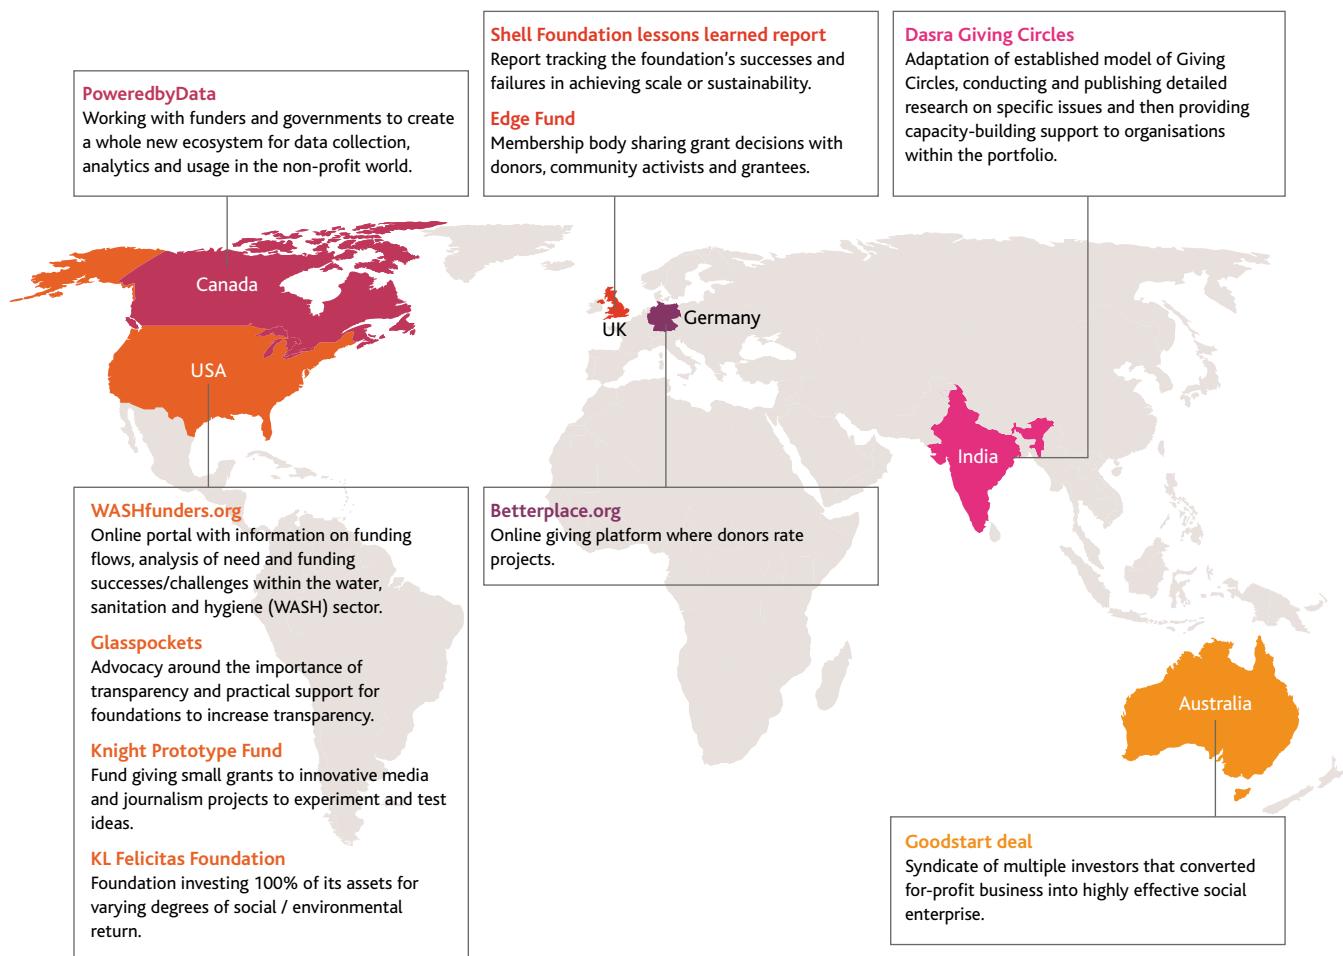 PoweredbyData
Working with funders and governments to create
a whole new ecosystem for data collection,
analytics and usage in the non-profit world.
Shell Foundation lessons learned report
Report tracking the foundation's successes and
failures in achieving scale or sustainability.
Edge Fund
Membership body sharing grant decisions with
donors, community activists and grantees.
Dasra Giving Circles
Adaptation of established model of Giving
Circles, conducting and publishing detailed
research on specific issues and then providing
capacity-building support to organisations
within the portfolio.
Canada
USA
UK
Germany
India
Australia
WASHfunders.org
Online portal with information on funding
flows, analysis of need and funding
successes/challenges within the water,
sanitation and hygiene (WASH) sector.
Glasspockets
Advocacy around the importance of
transparency and practical support for
foundations to increase transparency.
Knight Prototype Fund
Fund giving small grants to innovative media
and journalism projects to experiment and test
ideas.
KL Felicitas Foundation
Foundation investing 100% of its assets for
varying degrees of social / environmental
return.
Betterplace.org
Online giving platform where donors rate
projects.
Goodstart deal
Syndicate of multiple investors that converted
for-profit business into highly effective social
enterprise.